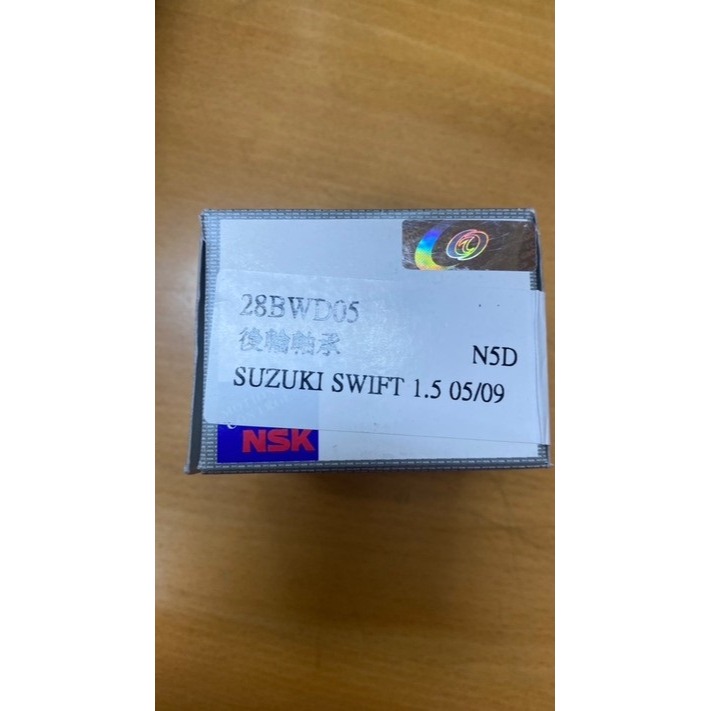 28BWD05
後輪軸承
N5D
SUZUKI SWIFT 1.5 05/09
NSK